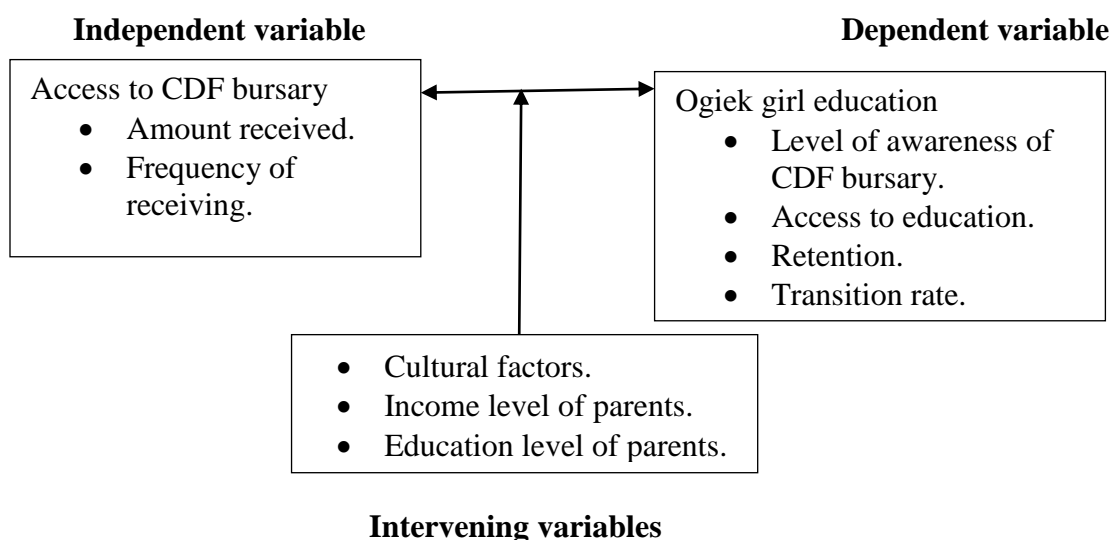 Independent variable
Dependent variable
Access to CDF bursary
• Amount received.
• Frequency of
receiving.
Ogiek girl education
• Level of awareness of
CDF bursary.
• Access to education.
• Retention.
• Transition rate.
• Cultural factors.
• Income level of parents.
• Education level of parents.
Intervening variables